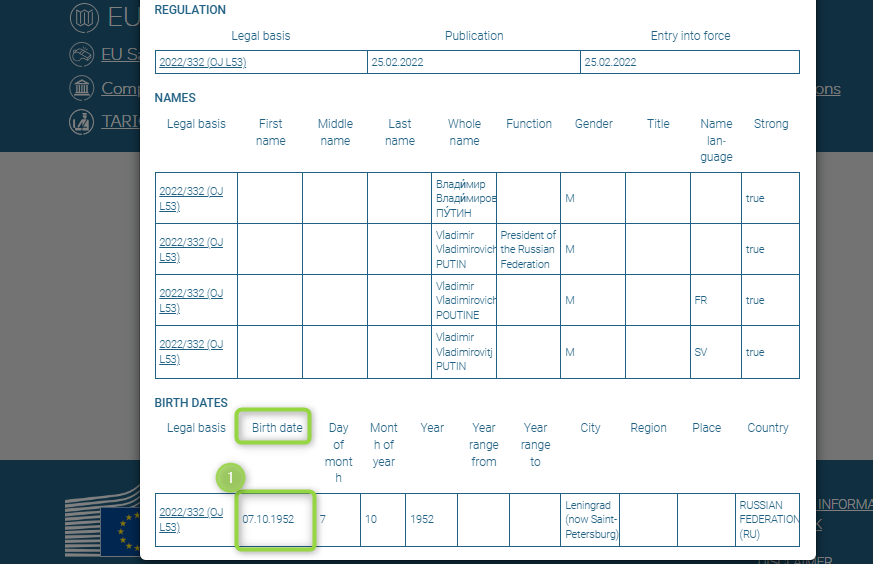 EU
EU
Com
TARI
REGULATION
Legal basis Publication Entry into force
2022/332 (OJ L53) 25.02.2022 25.02.2022
ons
NAMES
Legal basis First Middle Last Whole Function Gender Title Name Strong
name name name name lan-
guage
2022/332 (OJ
L53)
Влади́мир
Влади́миров
ПУ́ТИН
M
true
2022/332 (OJ
L53)
Vladimir
Vladimirovich
PUTIN
President of
the Russian
Federation
M
true
2022/332 (OJ
L53)
Vladimir
Vladimirovich
POUTINE
M
FR
true
2022/332 (OJ
L53)
Vladimir
Vladimirovitj
PUTIN
M
SV
true
BIRTH DATES
Legal basis Birth date Day Mont Year Year Year City Region Place Country
of h of range range
mont year from to
h
1
2022/332 (OJ
L53)
07.10.1952
7
10
1952
Leningrad
(now Saint-
Petersburg)
RUSSIAN
FEDERATION
(RU)
INFORMA
K
DISCLAIMER